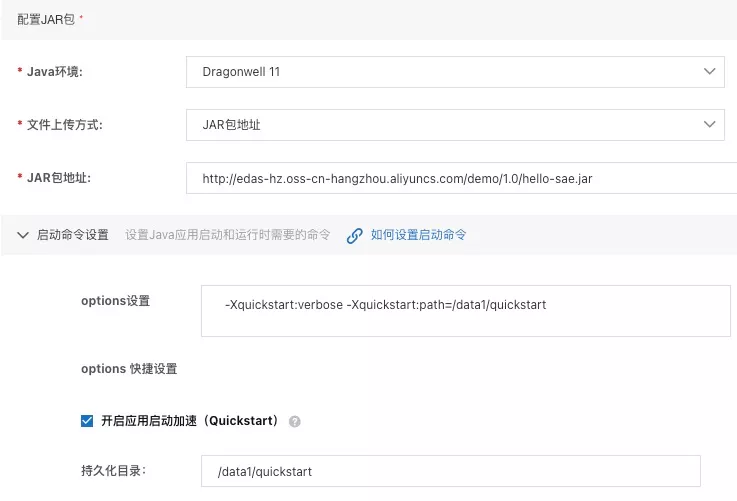 配置JAR包 *
* Java环境: Dragonwell 11
* 文件上传方式: JAR包地址
* JAR包地址: http://edas-hz.oss-cn-hangzhou.aliyuncs.com/demo/1.0/hello-sae.jar
启动命令设置 设置Java应用启动和运行时需要的命令 如何设置启动命令
options设置 -Xquickstart:verbose -Xquickstart:path=/data1/quickstart
options 快捷设置
开启应用启动加速（Quickstart） ?
持久化目录: /data1/quickstart